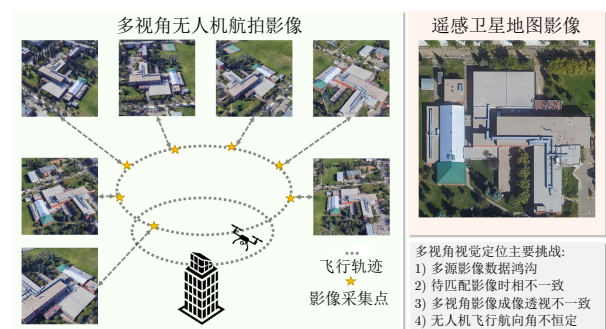 多视角无人机航拍影像
飞行轨迹
影像采集点
遥感卫星地图影像
多视角视觉定位主要挑战:
1) 多源影像数据鸿沟
2) 待匹配影像时相不一致
3) 多视角影像成像透视不一致
4) 无人机飞行航向角不恒定